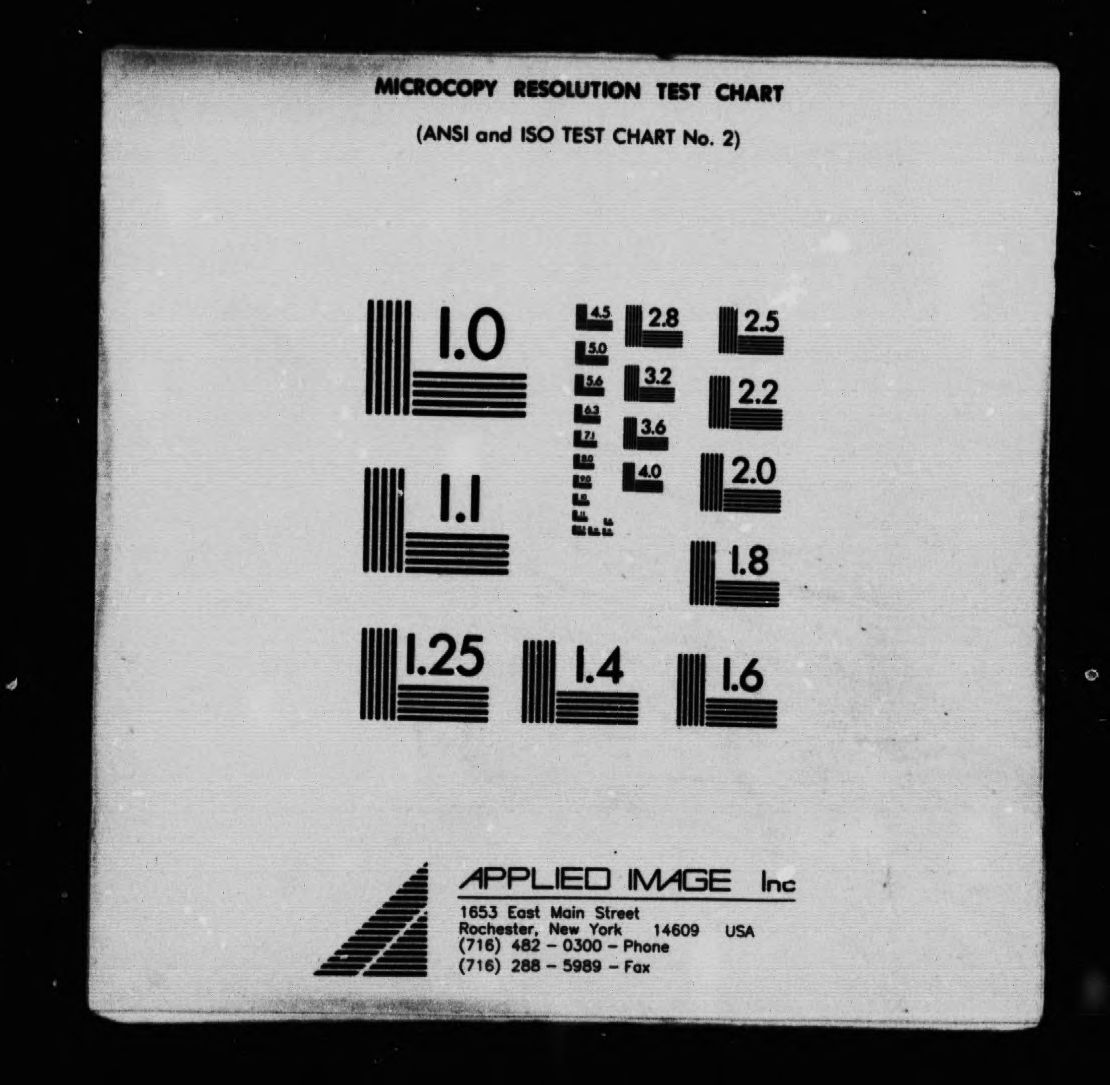 MICROCOPY RESOLUTION TEST CHART
(ANSI and ISO TEST CHART No. 2)
1.0
4.5 2.8 2.5
5.0
5.6 3.2 2.2
6.3
7.1 3.6
8.0
9.0 4.0 2.0
1.1
1.8
1.25 1.4 1.6
APPLIED IMAGE Inc
1653 East Main Street
Rochester, New York 14609 USA
(716) 482 - 0300 - Phone
(716) 288 - 5989 - Fax